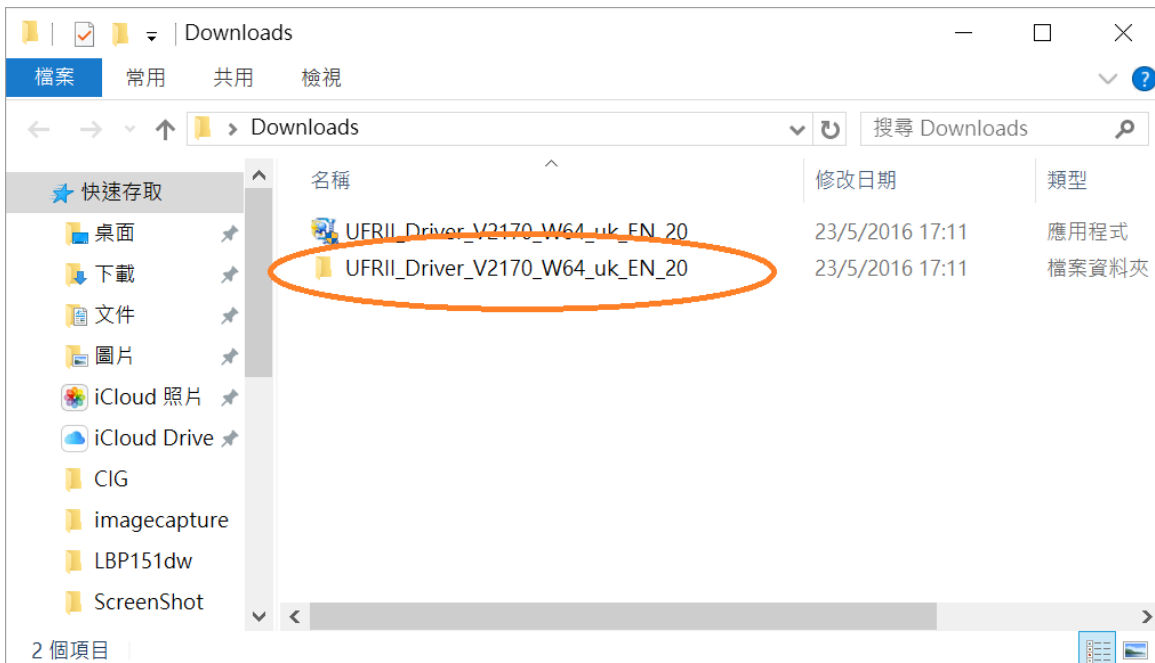 Downloads
檔案 常用 共用 檢視
Downloads 搜尋 Downloads
名稱 修改日期 類型
快速存取
桌面
下載
文件
圖片
iCloud 照片
iCloud Drive
CIG
imagecapture
LBP151dw
ScreenShot
UFRII_Driver_V2170_W64_uk_EN_20 23/5/2016 17:11 應用程式
UFRII_Driver_V2170_W64_uk_EN_20 23/5/2016 17:11 檔案資料夾
2 個項目